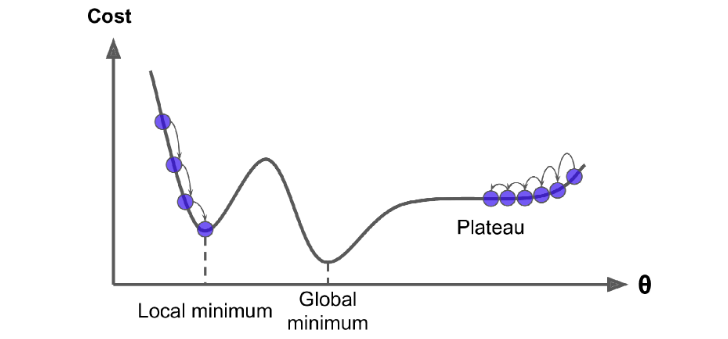 Cost
Plateau
θ
Local minimum
Global
minimum